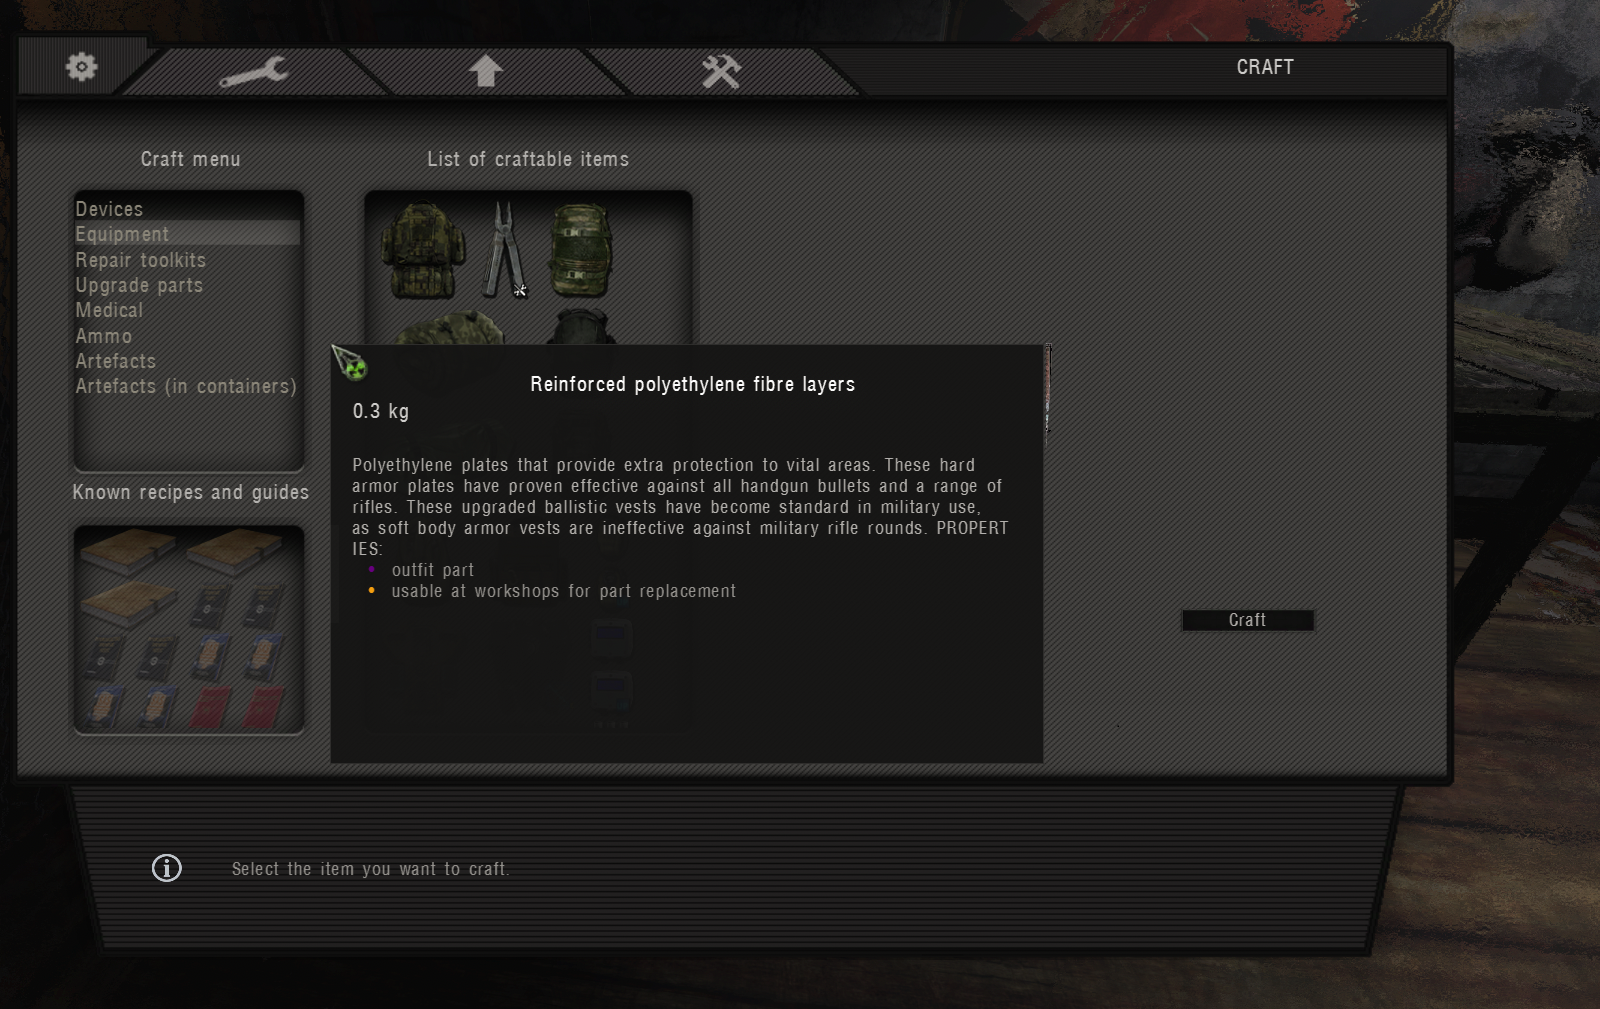 CRAFT
Craft menu
List of craftable items
Devices
Equipment
Repair toolkits
Upgrade parts
Medical
Ammo
Artefacts
Artefacts (in containers)
Known recipes and guides
Reinforced polyethylene fibre layers
0.3 kg
Polyethylene plates that provide extra protection to vital areas. These hard
armor plates have proven effective against all handgun bullets and a range of
rifles. These upgraded ballistic vests have become standard in military use,
as soft body armor vests are ineffective against military rifle rounds. PROPERT
IES:
• outfit part
• usable at workshops for part replacement
Craft
Select the item you want to craft.